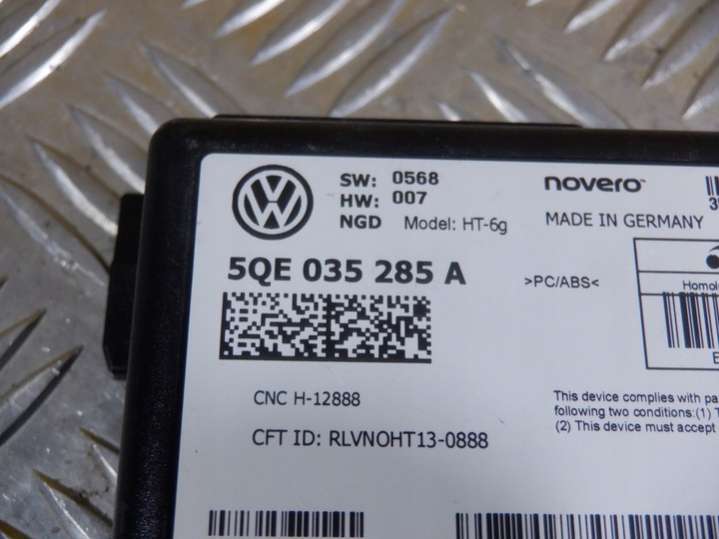 SW: 0568
HW: 007
NGD Model: HT-6g
novero
MADE IN GERMANY
5QE 035 285 A
>PC/ABS<
CNC H-12888
CFT ID: RLVNOHT13-0888
This device complies with
following two conditions:(1)
(2) This device must accept